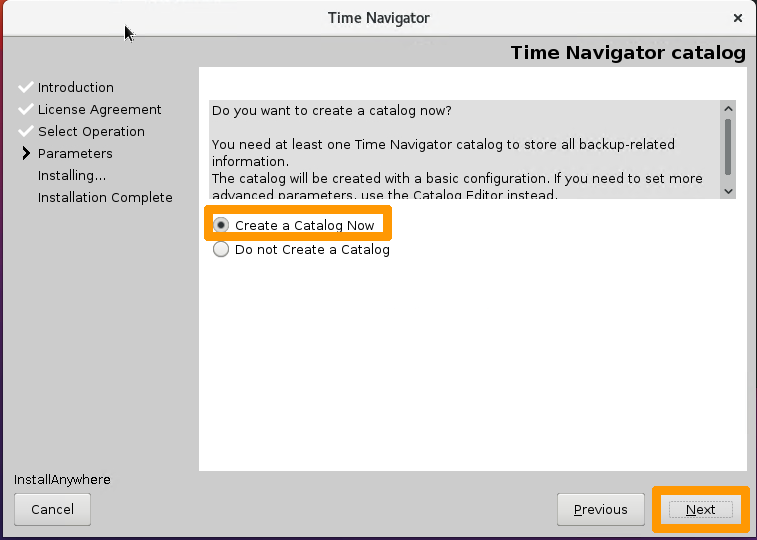 Time Navigator
Time Navigator catalog
Introduction
License Agreement
Select Operation
Parameters
Installing...
Installation Complete
Do you want to create a catalog now?
You need at least one Time Navigator catalog to store all backup-related
information.
The catalog will be created with a basic configuration. If you need to set more
advanced parameters, use the Catalog Editor instead.
Create a Catalog Now
Do not Create a Catalog
InstallAnywhere
Cancel
Previous
Next